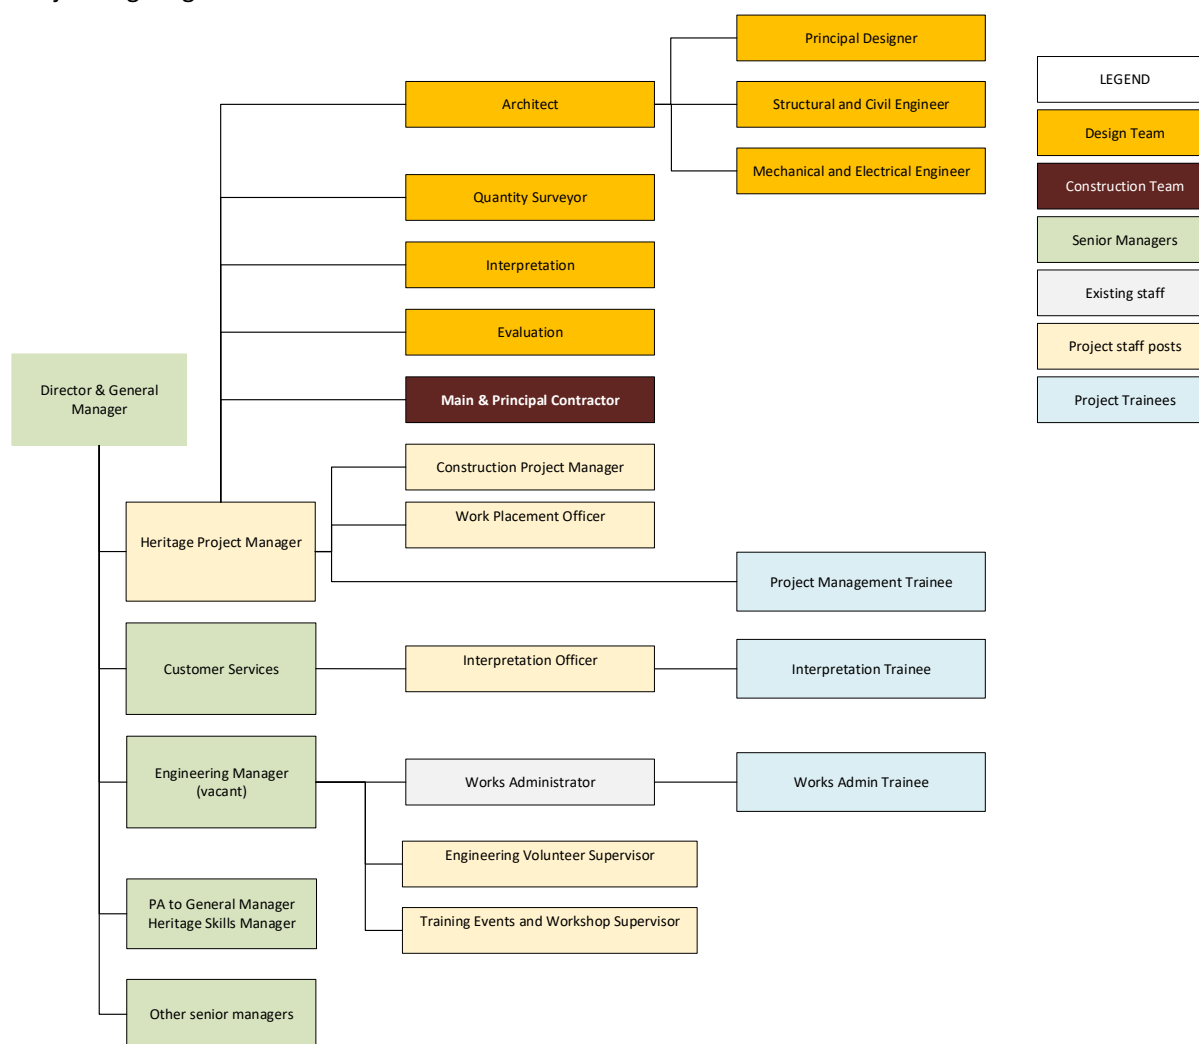 Principal Designer
Architect
Structural and Civil Engineer
Mechanical and Electrical Engineer
Quantity Surveyor
Interpretation
Evaluation
Director & General
Manager
Main & Principal Contractor
Construction Project Manager
Work Placement Officer
Heritage Project Manager
Project Management Trainee
Customer Services
Interpretation Officer
Interpretation Trainee
Engineering Manager
(vacant)
Works Administrator
Works Admin Trainee
Engineering Volunteer Supervisor
PA to General Manager
Heritage Skills Manager
Training Events and Workshop Supervisor
Other senior managers
LEGEND
Design Team
Construction Team
Senior Managers
Existing staff
Project staff posts
Project Trainees